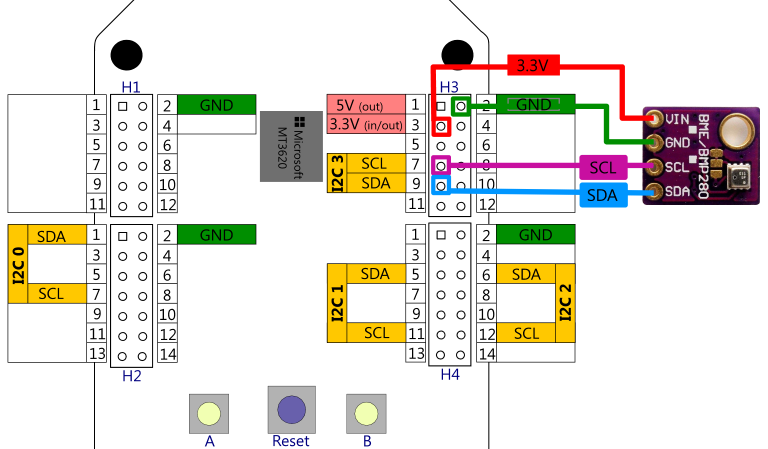 3.3V
H1
H3
1
2
GND
3
4
5
6
7
8
9
10
11
12
Microsoft
MT3620
5V (out)
3.3V (in/out)
I2C 3
SCL
SDA
1
2
GND
3
4
5
6
7
8
9
10
11
12
SCL
SDA
VIN
GND
SCL
SDA
BME/BMP280
I2C 0
SDA
SCL
1
2
GND
3
4
5
6
7
8
9
10
11
12
13
14
H2
I2C 1
SDA
SCL
1
2
GND
3
4
5
6
SDA
7
8
9
10
11
12
SCL
13
14
I2C 2
H4
A
Reset
B